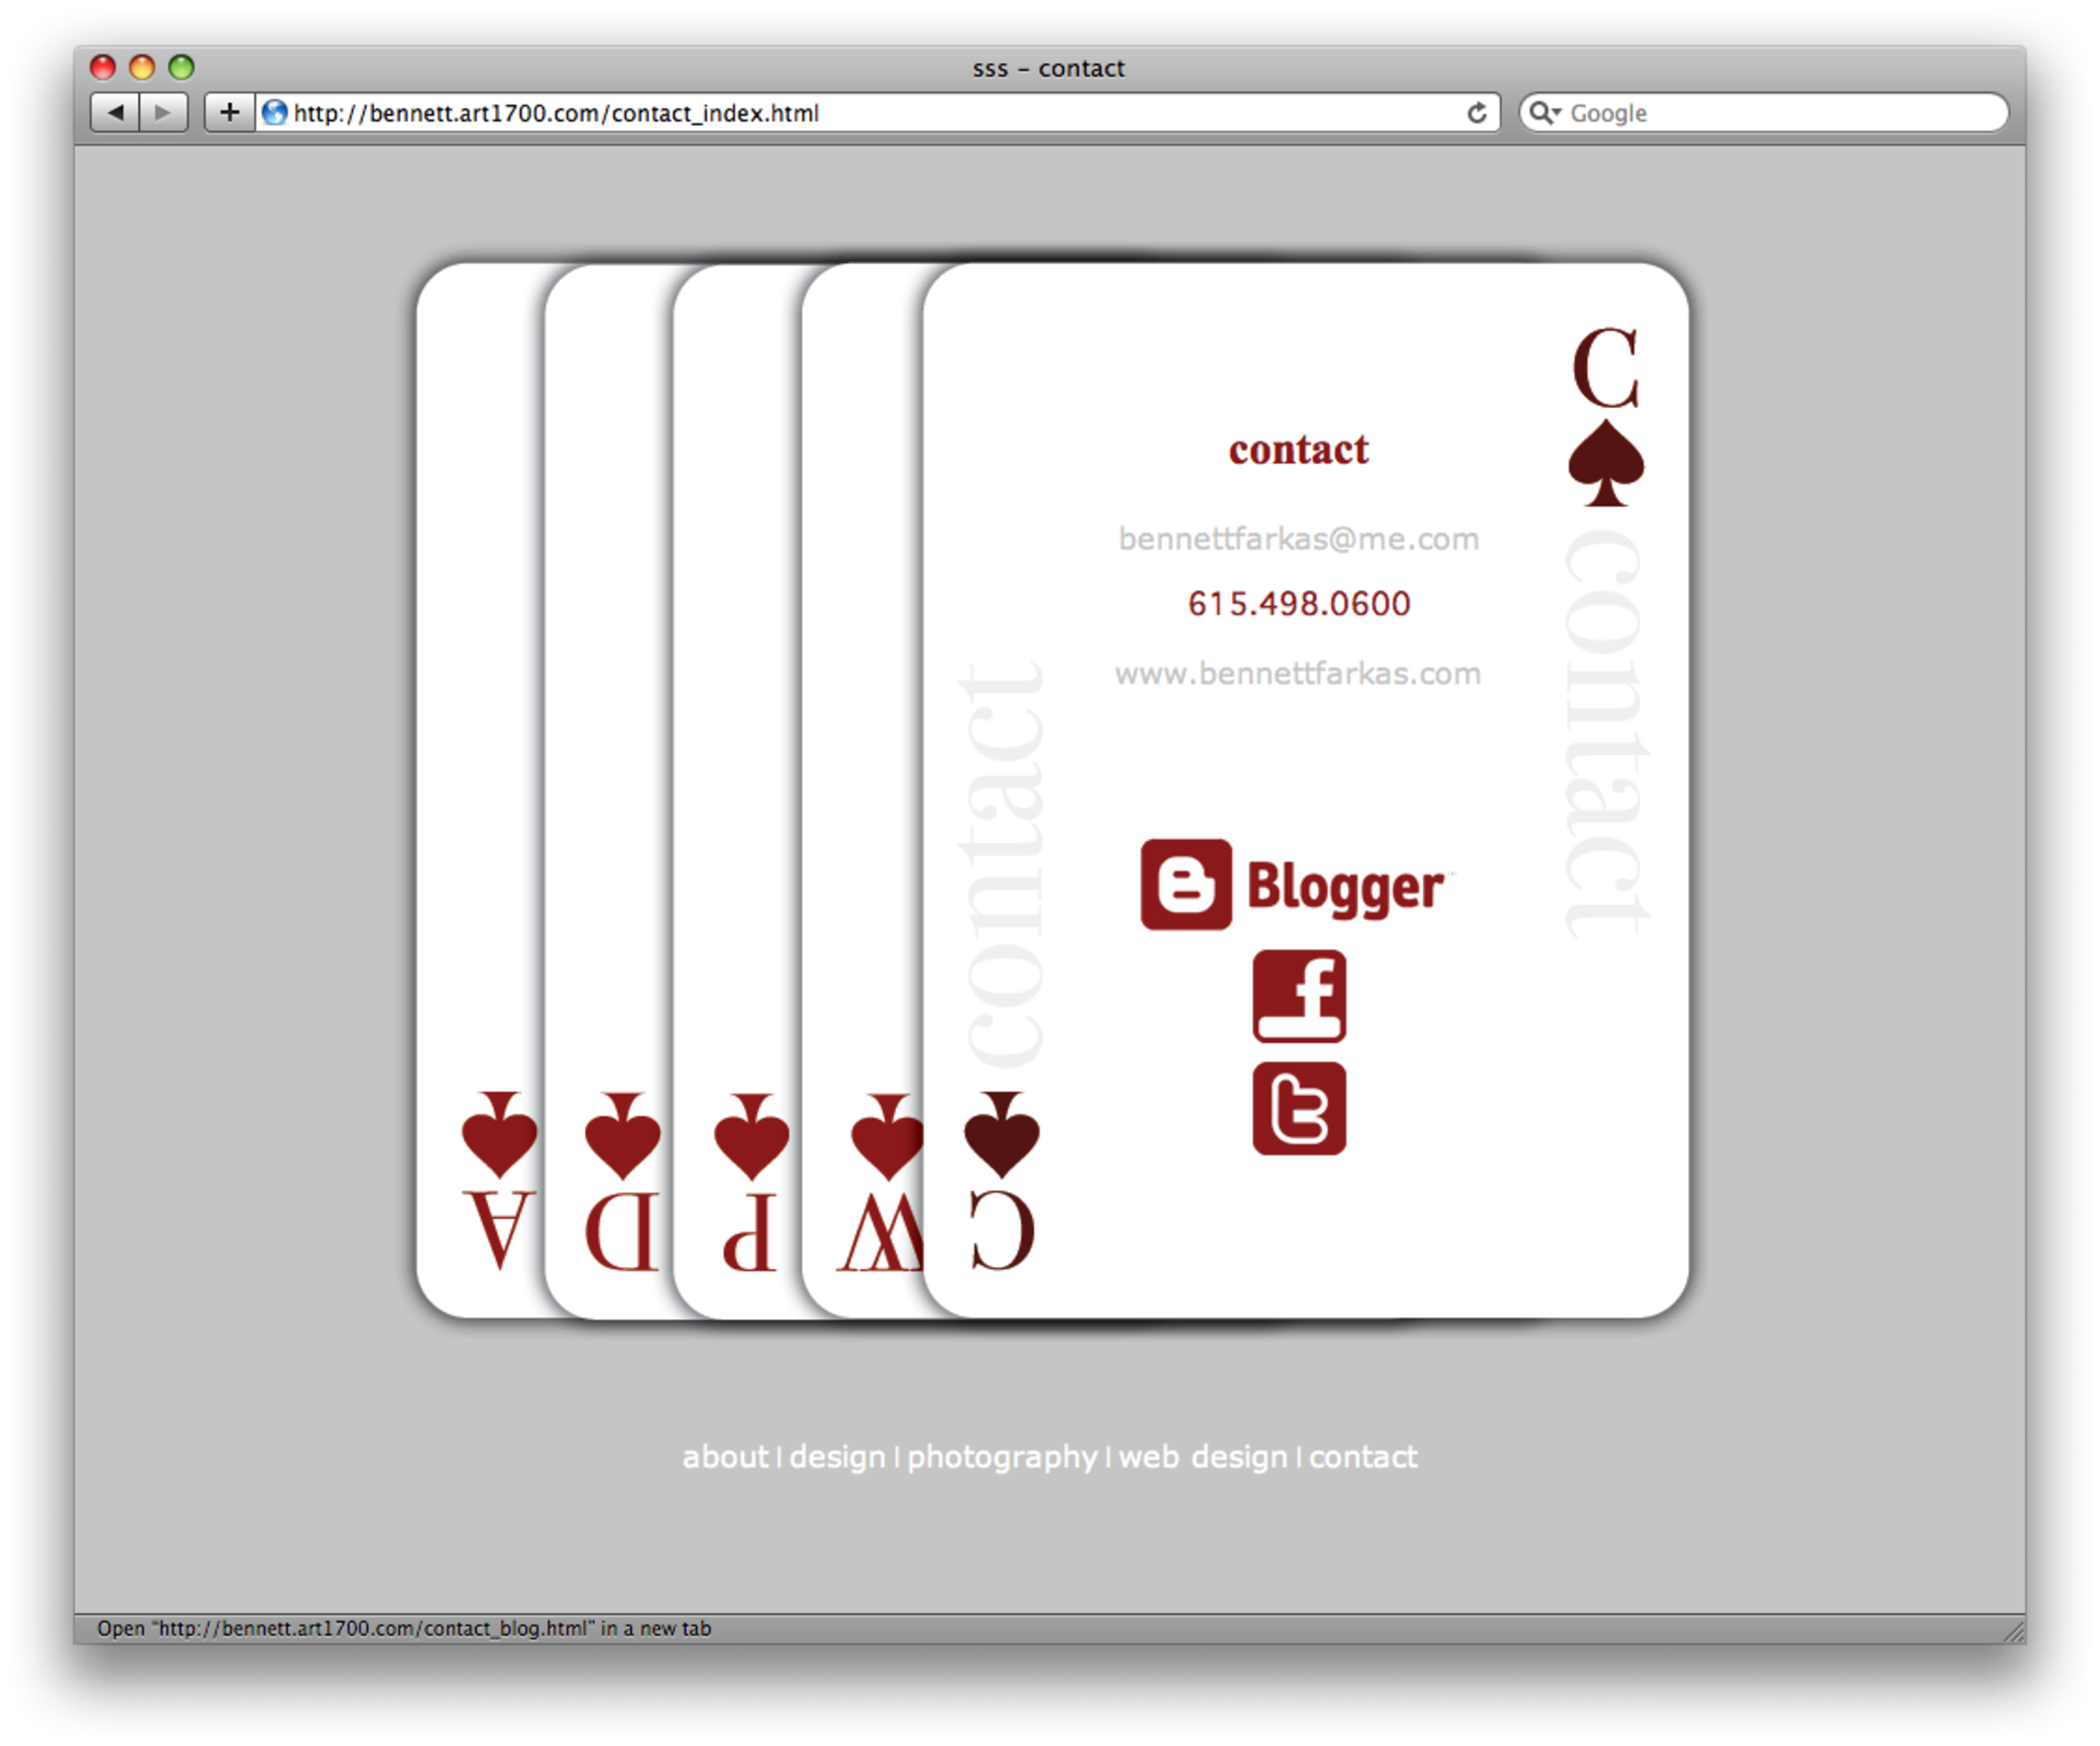 sss – contact
http://bennett.art1700.com/contact_index.html
Google
C
contact
bennettfarkas@me.com
615.498.0600
www.bennettfarkas.com
contact
contact
Blogger
f
t
A
D
P
W
C
about | design | photography | web design | contact
Open "http://bennett.art1700.com/contact_blog.html" in a new tab